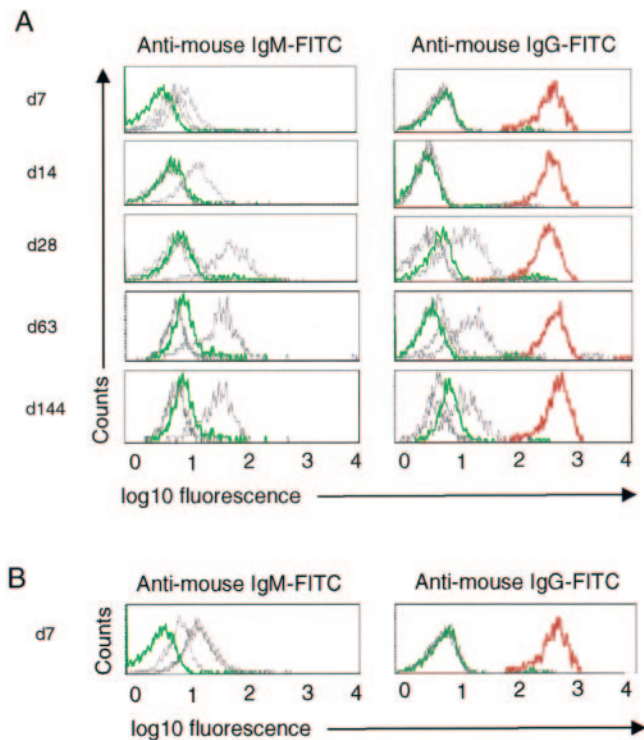 A
Anti-mouse IgM-FITC Anti-mouse IgG-FITC
d7
d14
d28
d63
d144
Counts
0 1 2 3 4 0 1 2 3 4
log10 fluorescence
B
Anti-mouse IgM-FITC Anti-mouse IgG-FITC
d7
Counts
0 1 2 3 4 0 1 2 3 4
log10 fluorescence